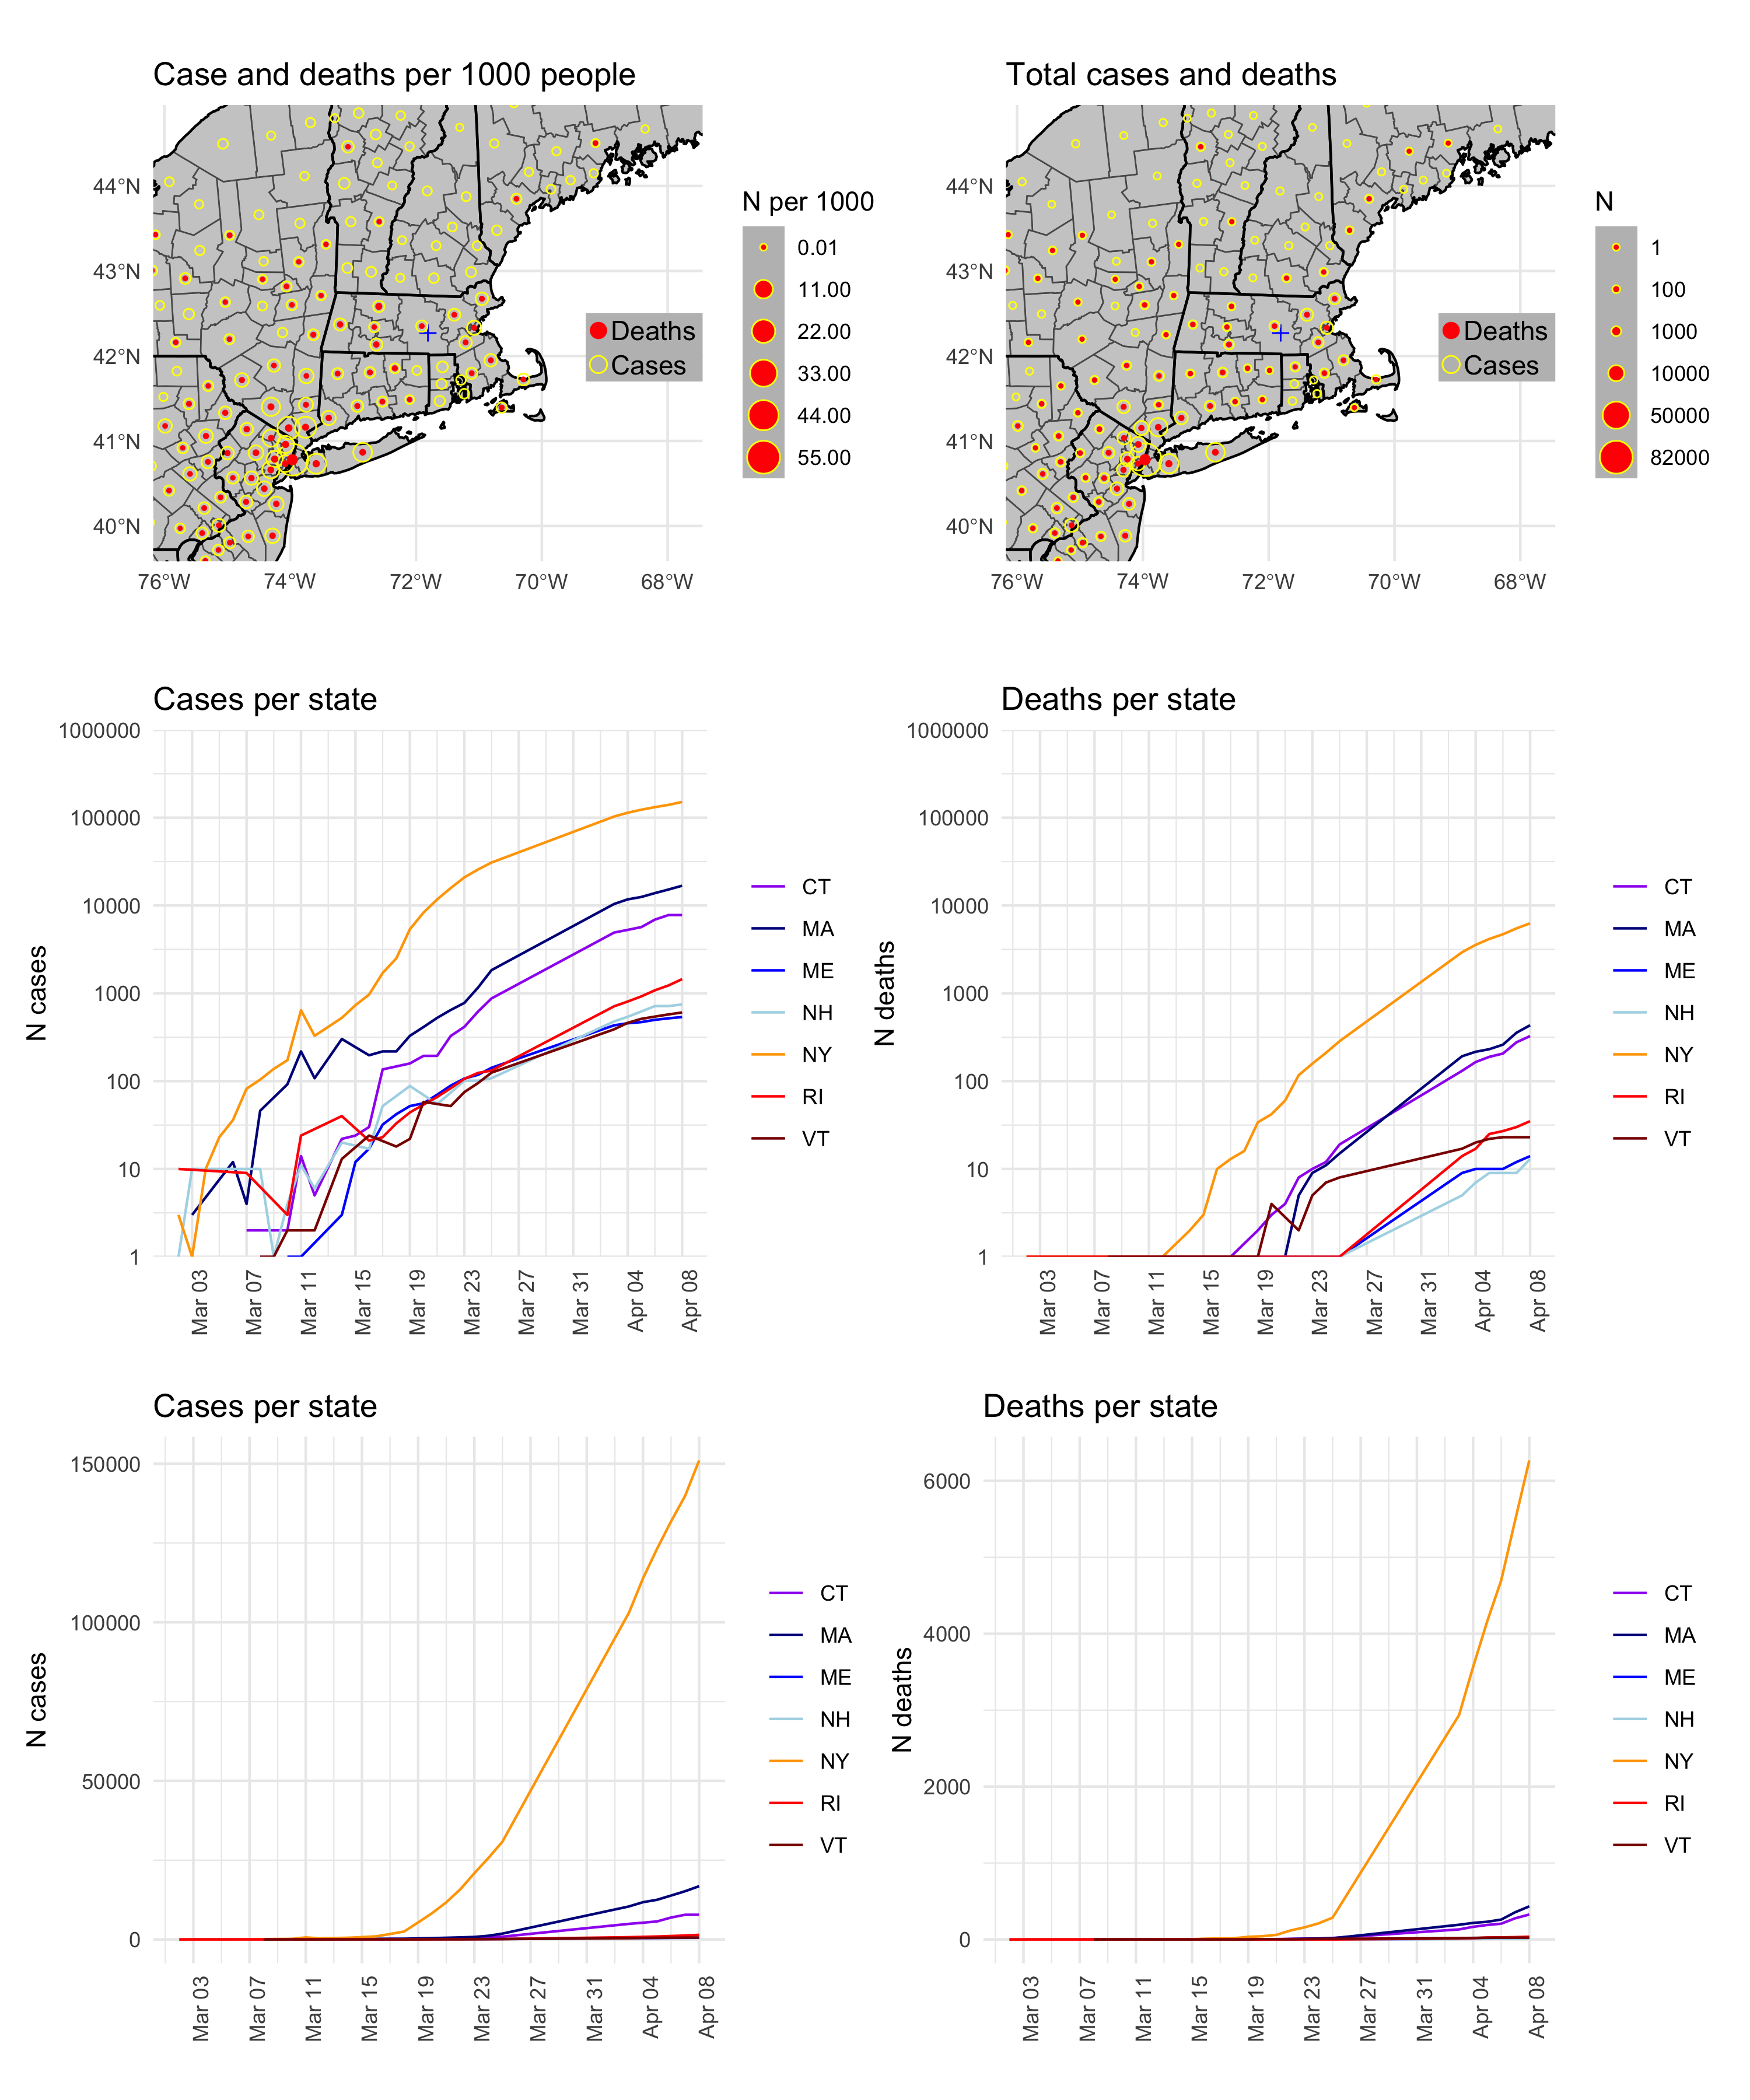 Case and deaths per 1000 people
44°N
43°N
42°N
41°N
40°N
76°W
74°W
72°W
70°W
68°W
Deaths
Cases
N per 1000
0.01
11.00
22.00
33.00
44.00
55.00
Total cases and deaths
44°N
43°N
42°N
41°N
40°N
76°W
74°W
72°W
70°W
68°W
Deaths
Cases
N
1
100
1000
10000
50000
82000
Cases per state
N cases
1000000
100000
10000
1000
100
10
1
Mar 03
Mar 07
Mar 11
Mar 15
Mar 19
Mar 23
Mar 27
Mar 31
Apr 04
Apr 08
CT
MA
ME
NH
NY
RI
VT
Deaths per state
N deaths
1000000
100000
10000
1000
100
10
1
Mar 03
Mar 07
Mar 11
Mar 15
Mar 19
Mar 23
Mar 27
Mar 31
Apr 04
Apr 08
CT
MA
ME
NH
NY
RI
VT
Cases per state
N cases
150000
100000
50000
0
Mar 03
Mar 07
Mar 11
Mar 15
Mar 19
Mar 23
Mar 27
Mar 31
Apr 04
Apr 08
CT
MA
ME
NH
NY
RI
VT
Deaths per state
N deaths
6000
4000
2000
0
Mar 03
Mar 07
Mar 11
Mar 15
Mar 19
Mar 23
Mar 27
Mar 31
Apr 04
Apr 08
CT
MA
ME
NH
NY
RI
VT